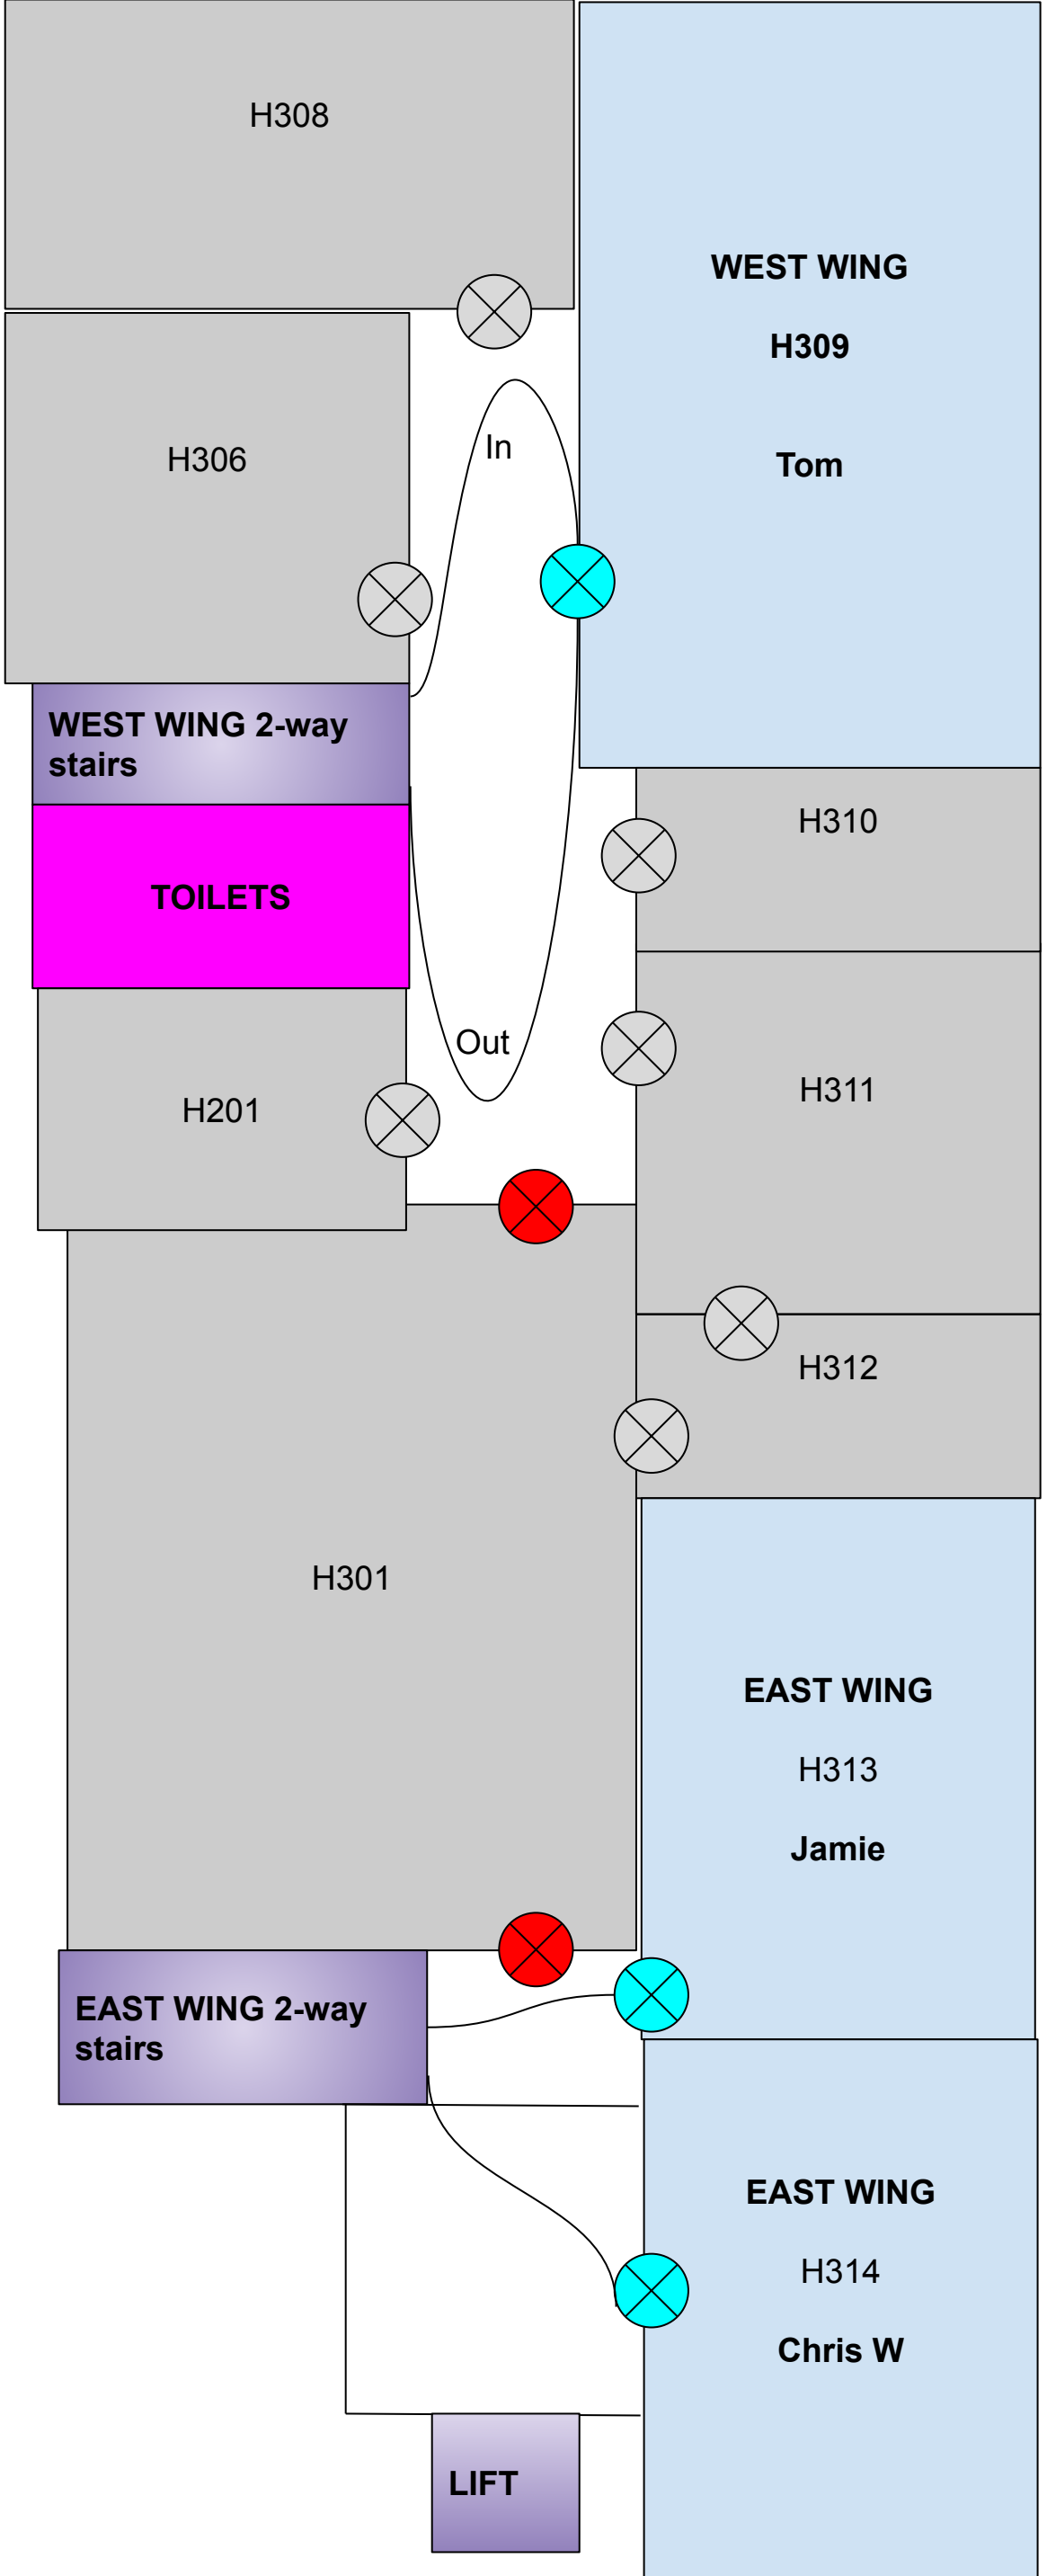 H308
WEST WING
H309
Tom
In
H306
WEST WING 2-way
stairs
H310
TOILETS
Out
H311
H201
H312
H301
EAST WING
H313
Jamie
EAST WING 2-way
stairs
EAST WING
H314
Chris W
LIFT